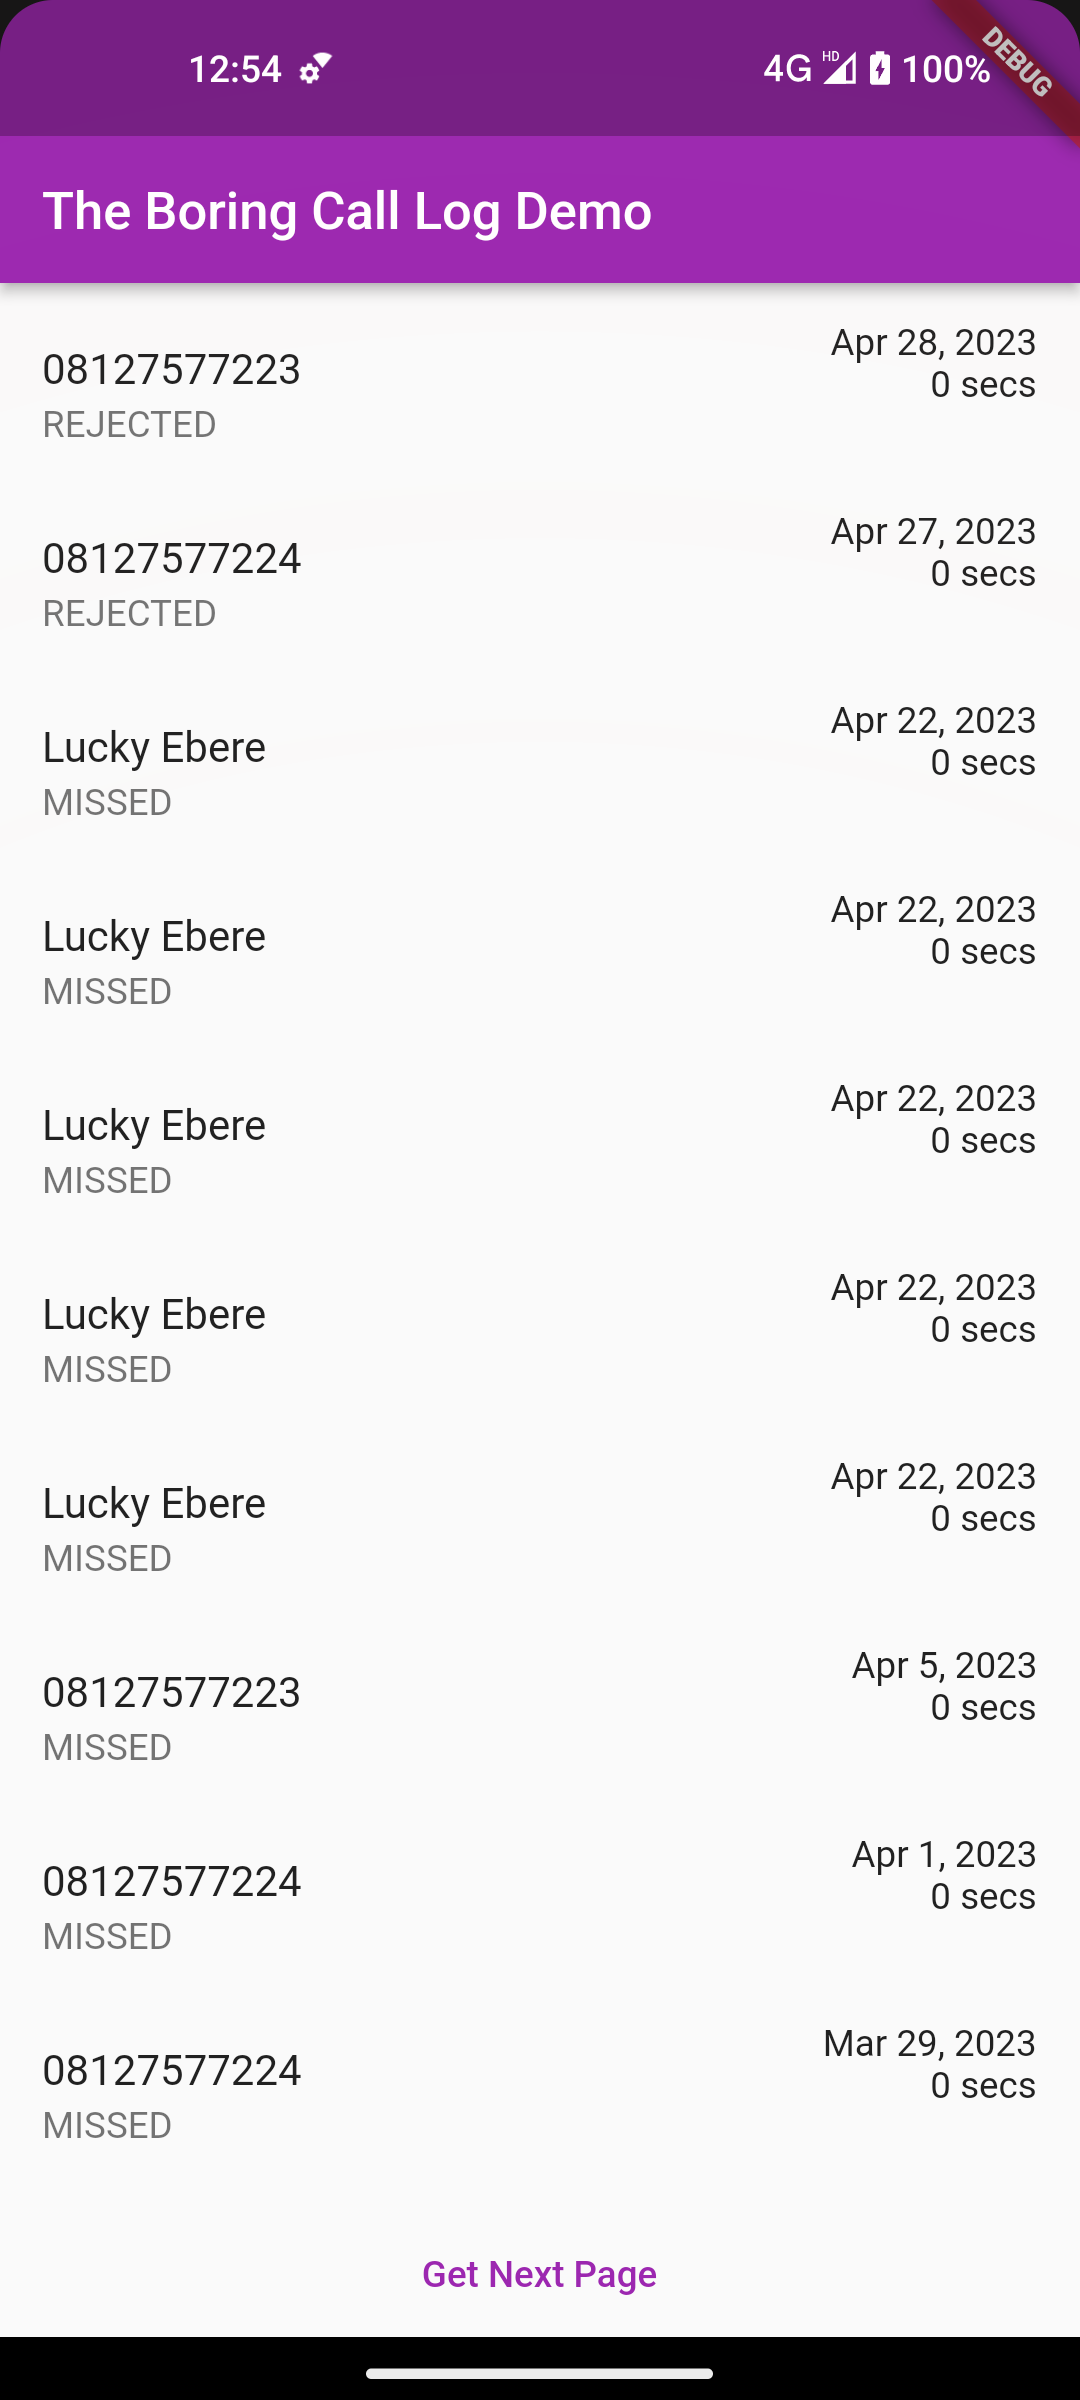 12:54 4G HD 100%
DEBUG
The Boring Call Log Demo
08127577223
REJECTED
Apr 28, 2023
0 secs
08127577224
REJECTED
Apr 27, 2023
0 secs
Lucky Ebere
MISSED
Apr 22, 2023
0 secs
Lucky Ebere
MISSED
Apr 22, 2023
0 secs
Lucky Ebere
MISSED
Apr 22, 2023
0 secs
Lucky Ebere
MISSED
Apr 22, 2023
0 secs
Lucky Ebere
MISSED
Apr 22, 2023
0 secs
08127577223
MISSED
Apr 5, 2023
0 secs
08127577224
MISSED
Apr 1, 2023
0 secs
08127577224
MISSED
Mar 29, 2023
0 secs
Get Next Page